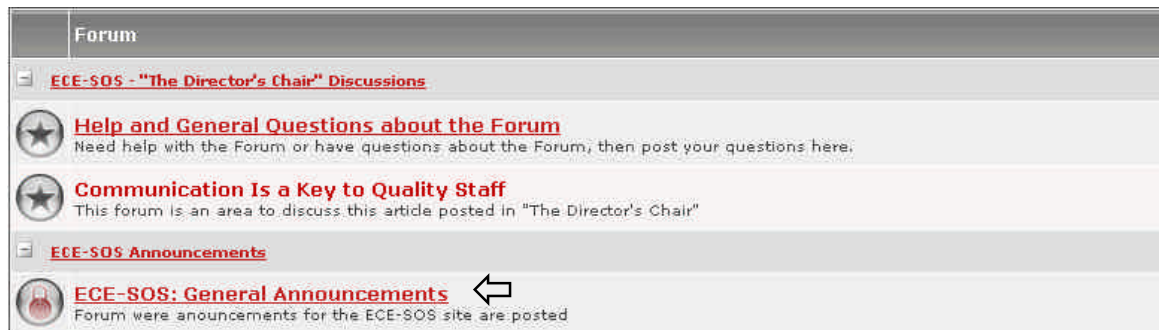 Forum
ECE-SOS - "The Director's Chair" Discussions
Help and General Questions about the Forum
Need help with the Forum or have questions about the Forum, then post your questions here.
Communication Is a Key to Quality Staff
This forum is an area to discuss this article posted in "The Director's Chair"
ECE-SOS Announcements
ECE-SOS: General Announcements
Forum were anouncements for the ECE-SOS site are posted